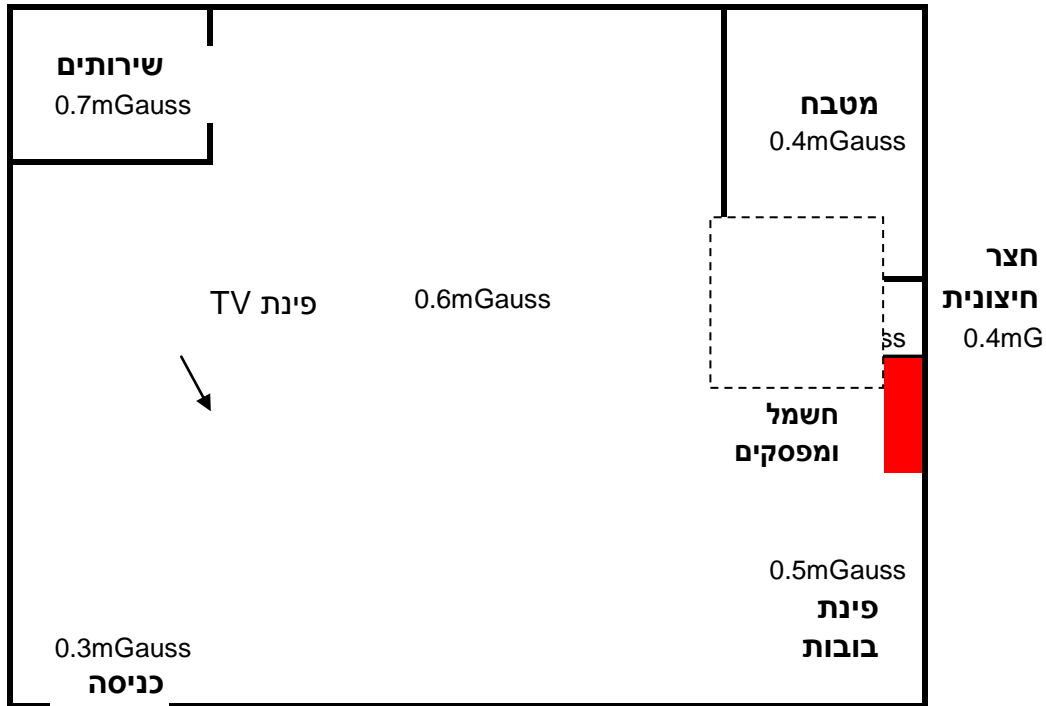 שירותים
0.7mGauss
מטבח
0.4mGauss
חצר
חיצונית
0.4mG
פינת TV
0.6mGauss
חשמל
ומפסקים
0.5mGauss
פינת
בובות
0.3mGauss
כניסה